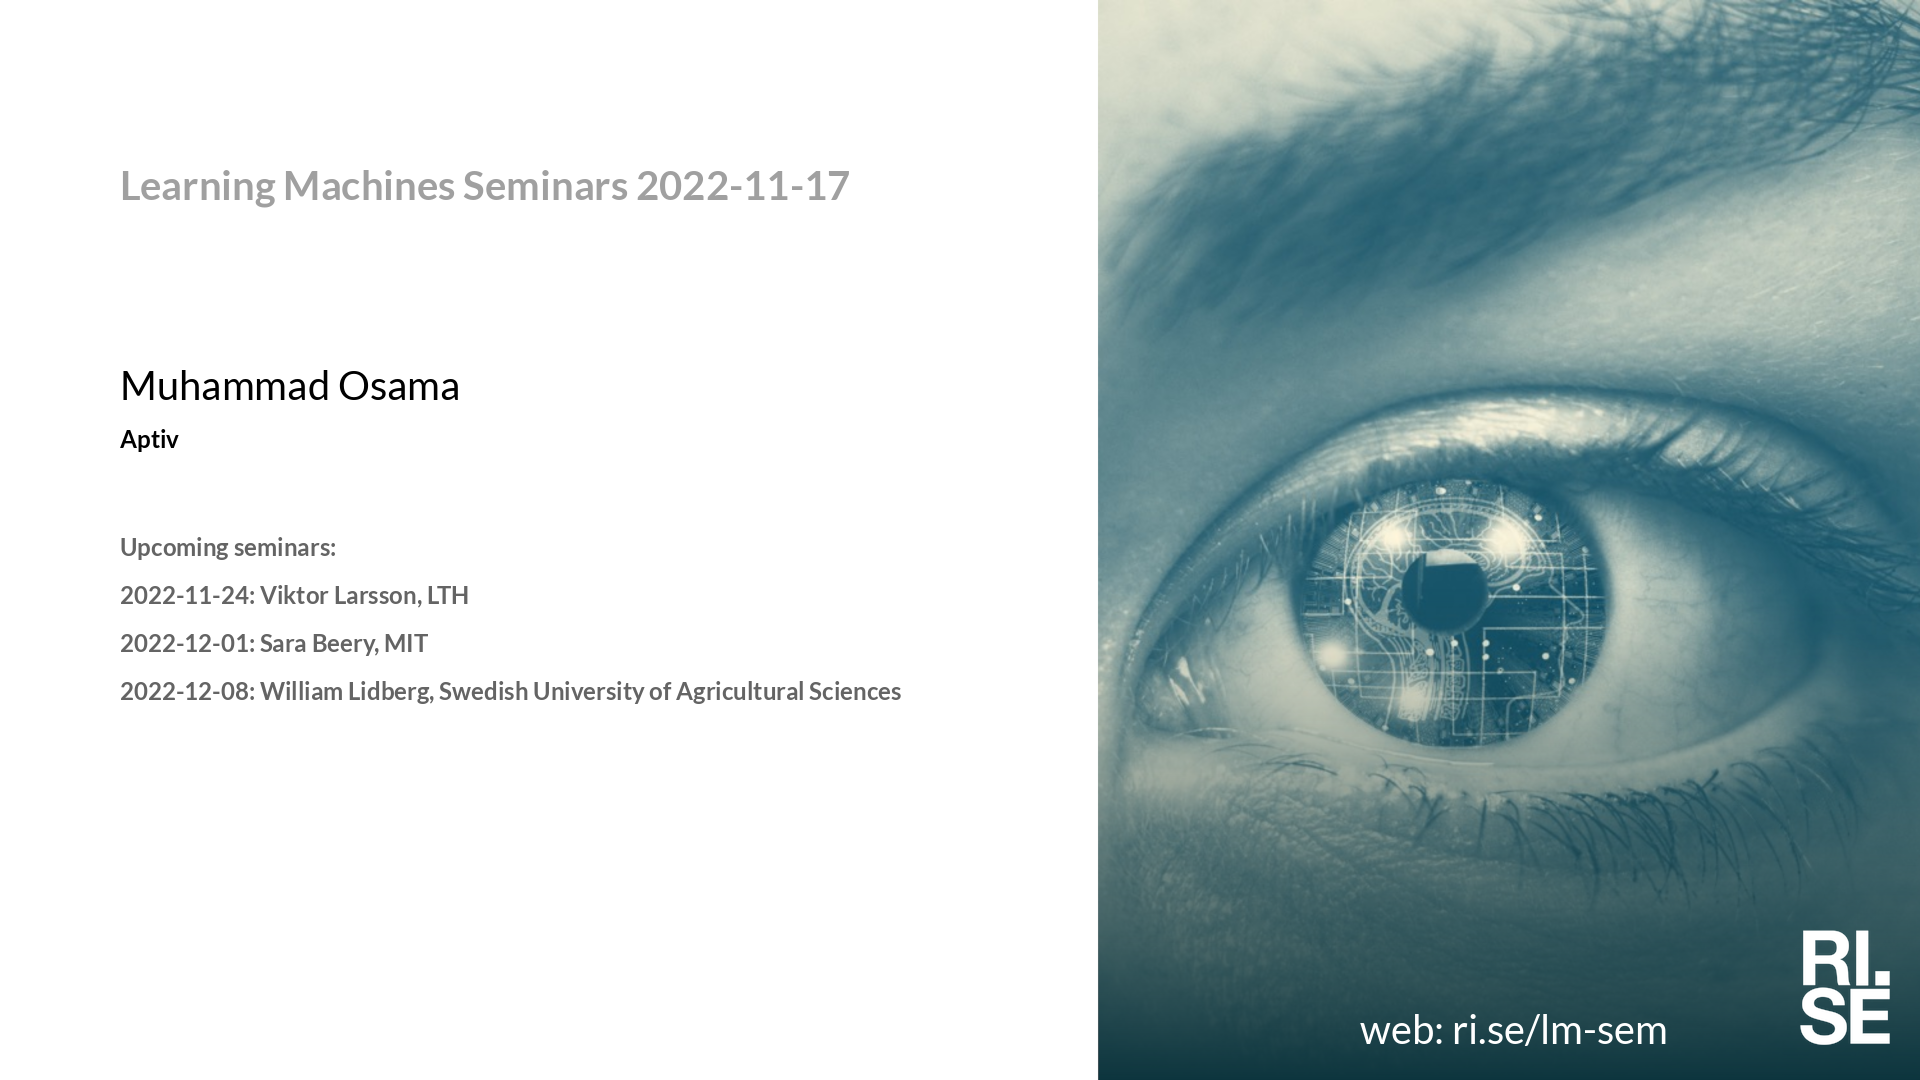 Learning Machines Seminars 2022-11-17
Muhammad Osama
Aptiv
Upcoming seminars:
2022-11-24: Viktor Larsson, LTH
2022-12-01: Sara Beery, MIT
2022-12-08: William Lidberg, Swedish University of Agricultural Sciences
web: ri.se/lm-sem
RI.
SE